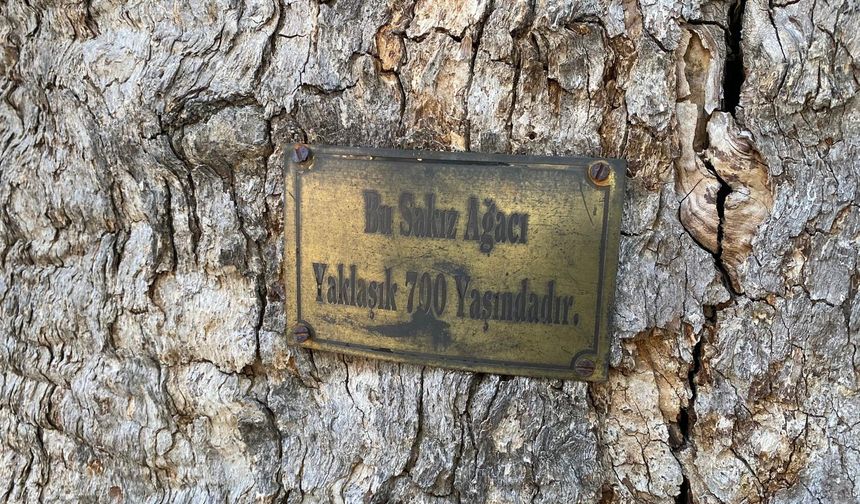 Bu Sakız Ağacı
Yaklaşık 700 Yaşındadır.